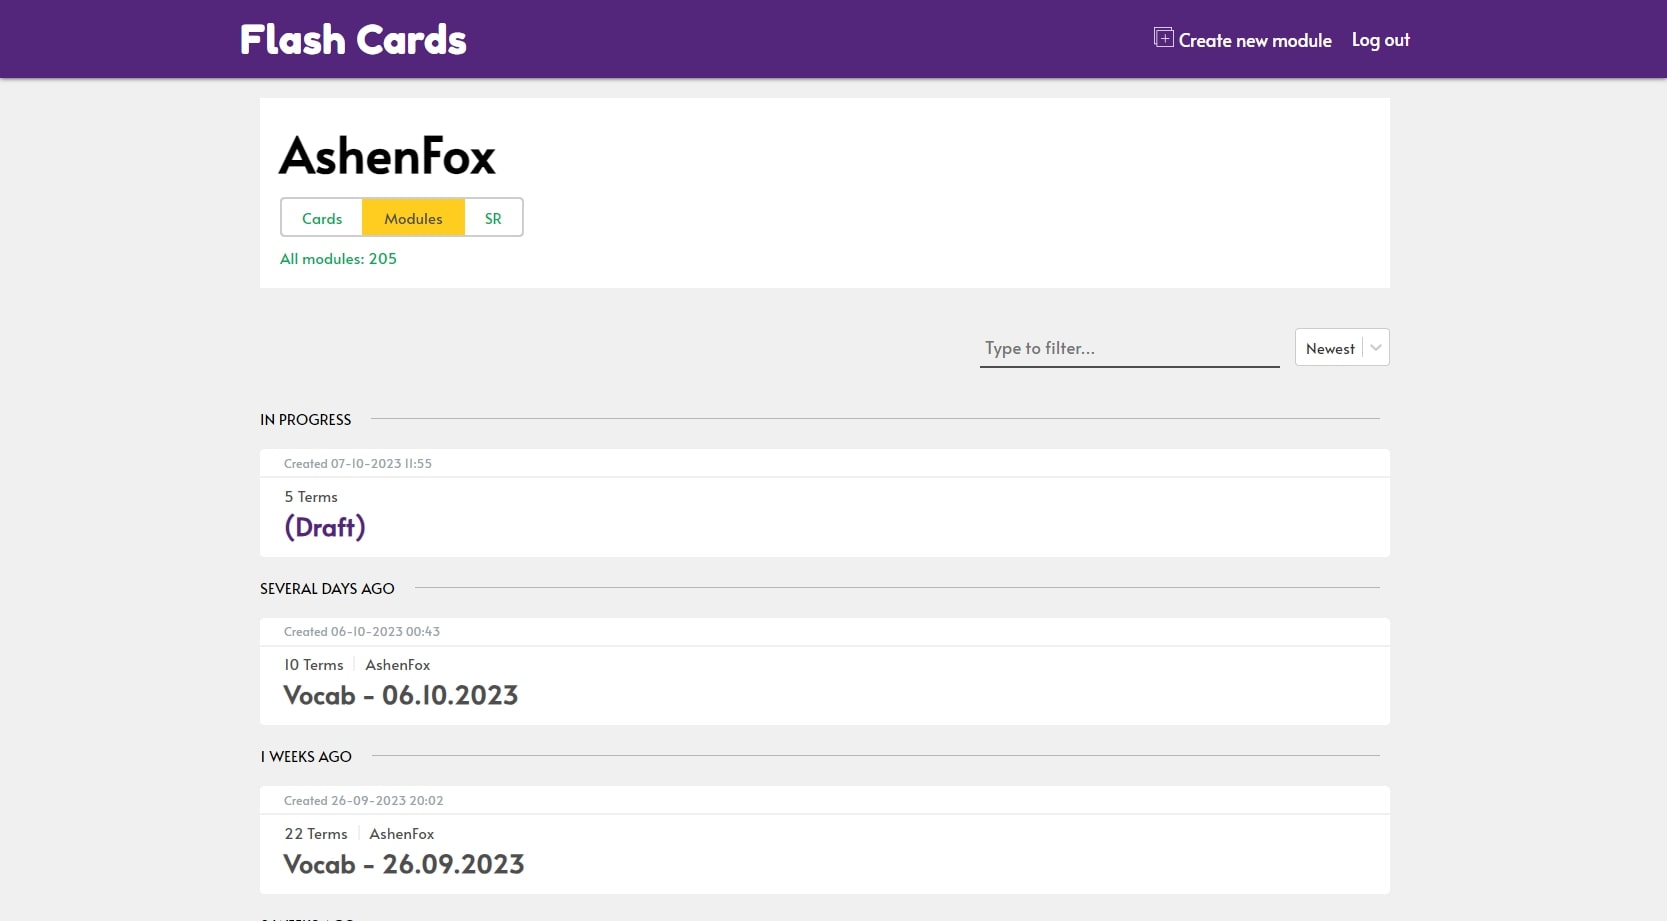 Flash Cards
Create new module Log out
AshenFox
Cards Modules SR
All modules: 205
Type to filter... Newest
IN PROGRESS
Created 07-10-2023 11:55
5 Terms
(Draft)
SEVERAL DAYS AGO
Created 06-10-2023 00:43
10 Terms AshenFox
Vocab - 06.10.2023
1 WEEKS AGO
Created 26-09-2023 20:02
22 Terms AshenFox
Vocab - 26.09.2023